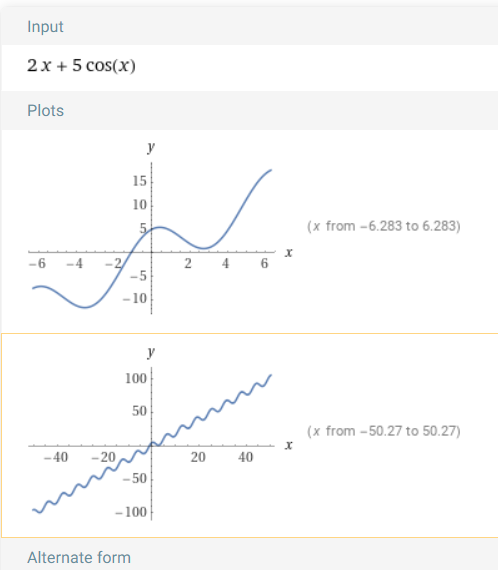 Input
2 x + 5 cos(x)
Plots
y
15
10
5
-6 -4 -2 2 4 6 x
-5
-10
(x from -6.283 to 6.283)
y
100
50
-40 -20 20 40 x
-50
-100
(x from -50.27 to 50.27)
Alternate form